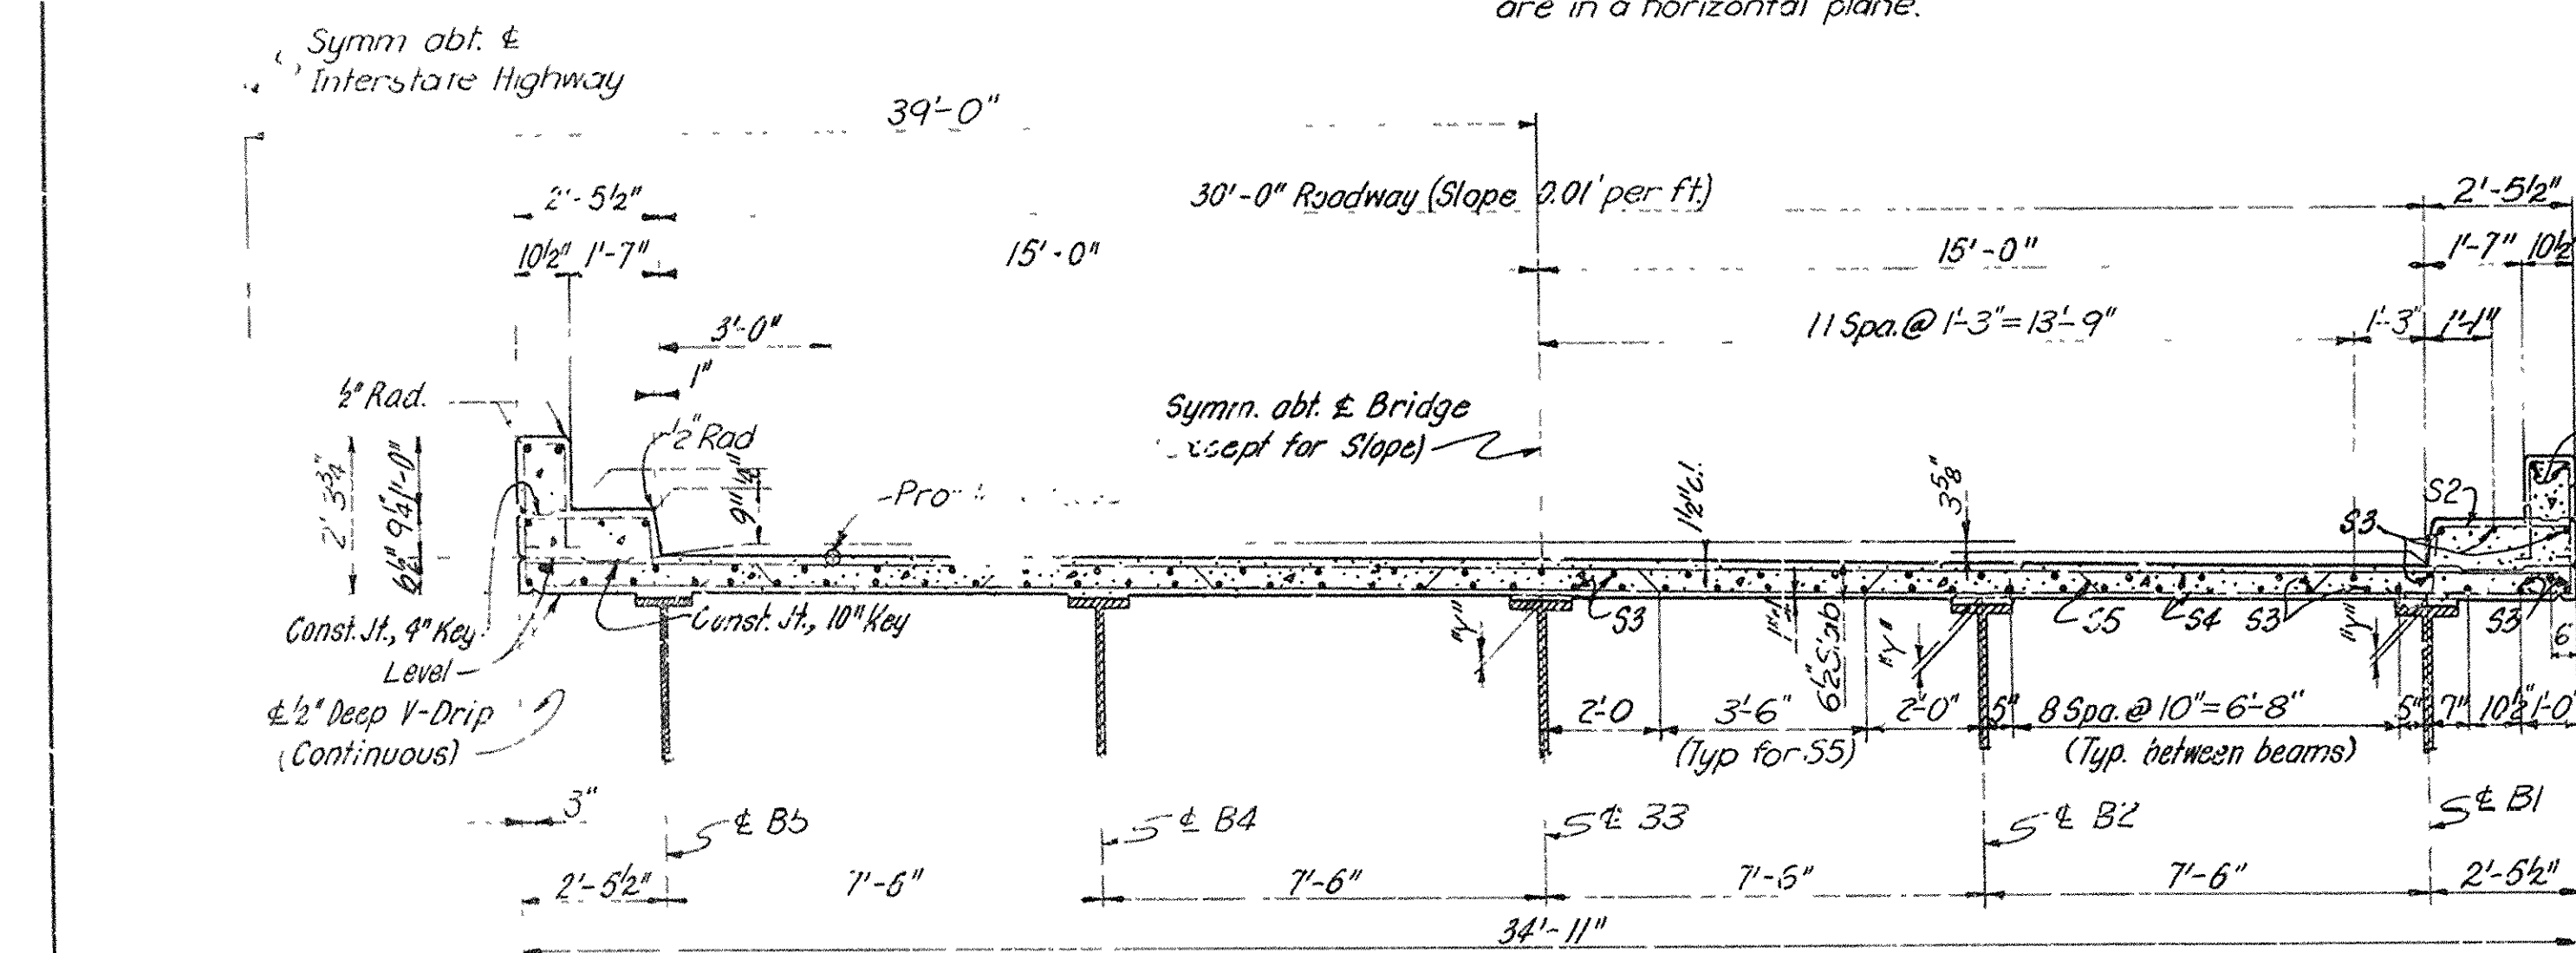 are in a horizontal plane.
Symm abt. ℄
Interstate Highway
39'-0"
2'-5½"
30'-0" Roadway (Slope 0.01' per ft.)
2'-5½"
10½" 1'-7"
15'-0"
15'-0"
1'-7" 10½
3'-0"
11 Spa. @ 1'-3" = 13'-9"
1'-3" 1'-1"
1"
½" Rad.
½" Rad
Symm. abt. ℄ Bridge
for Slope)
2' 3¾"
6½" 9¼" 1'-0"
9" ¼"
1½" cl.
3⅝"
S2
S3
Const. Jt., 4" Key
Const. Jt., 10" Key
Level
"Y"
S3
6½" Slab
"Y"
S5
S4
S3
"Y"
S3
6
℄ ½" Deep V-Drip
(Continuous)
2'-0
3'-6"
2'-0"
5"
8 Spa. @ 10" = 6'-8"
5" 7" 10½" 1'-0"
(Typ for S5)
(Typ. between beams)
3"
℄ B5
℄ B4
℄ B3
℄ B2
℄ B1
2'-5½"
7'-6"
7'-6"
7'-6"
7'-6"
2'-5½"
34'-11"